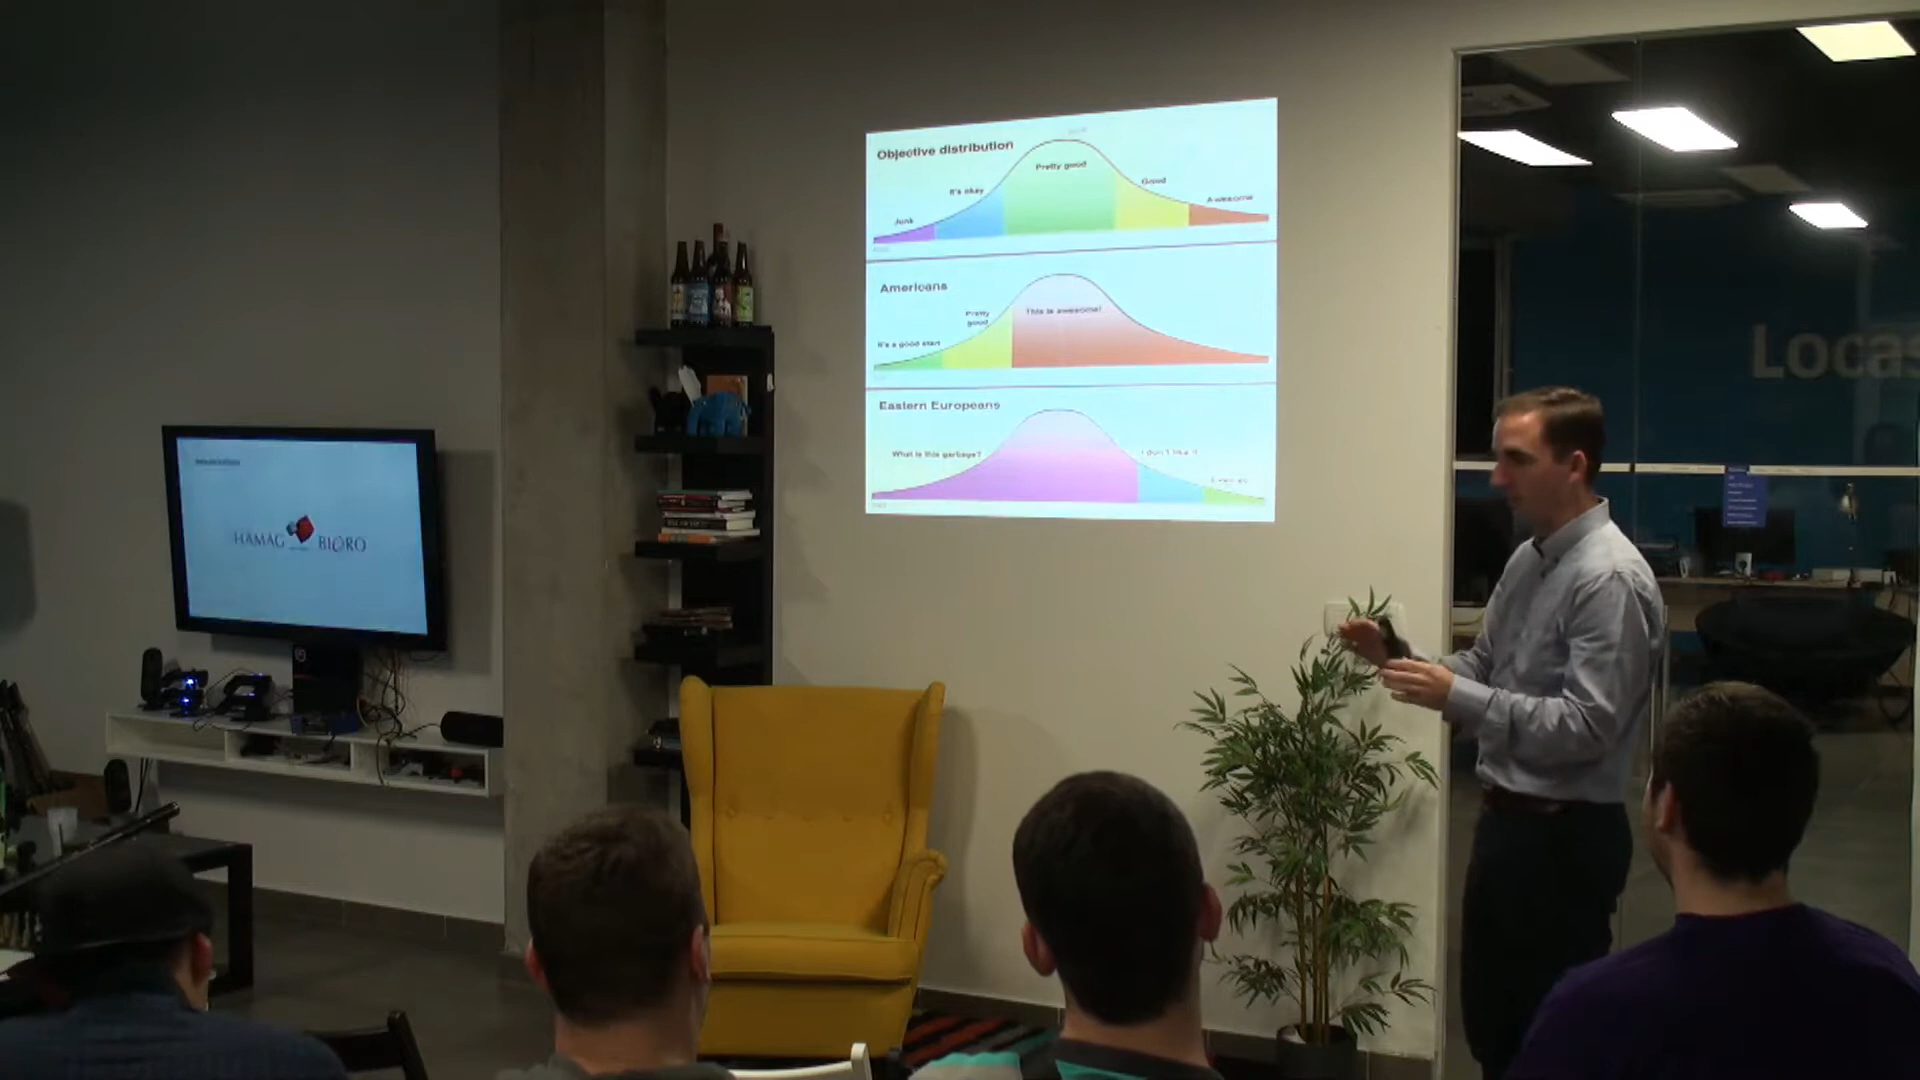 Objective distribution
Junk
It's okay
Pretty good
Good
Awesome
Americans
It's a good start
Pretty
good
This is awesome!
Eastern Europeans
What is this garbage?
I don't like it
HAMAG BICRO
Locas